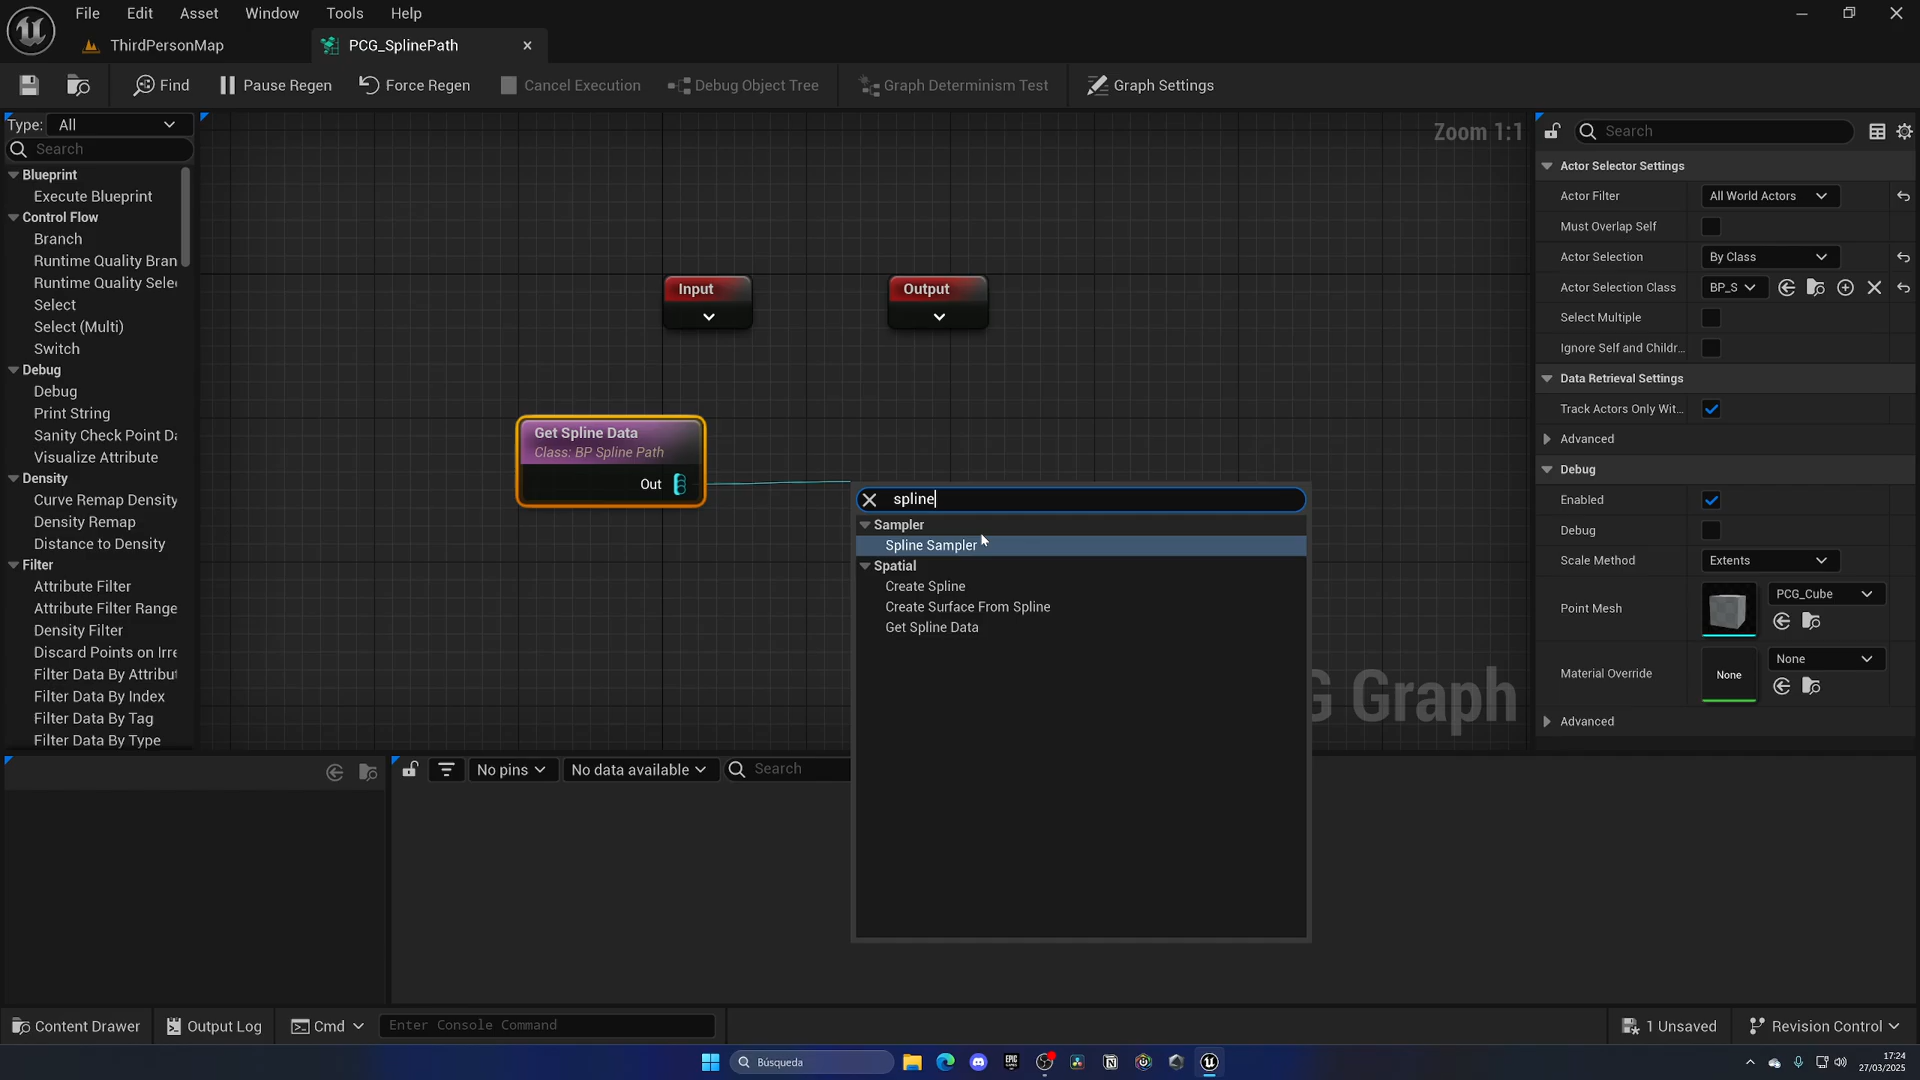 File Edit Asset Window Tools Help
ThirdPersonMap
PCG_SplinePath
Find
Pause Regen
Force Regen
Cancel Execution
Debug Object Tree
Graph Determinism Test
Graph Settings
Type: All
Search
Blueprint
Execute Blueprint
Control Flow
Branch
Runtime Quality Bran
Runtime Quality Sele
Select
Select (Multi)
Switch
Debug
Debug
Print String
Sanity Check Point Da
Visualize Attribute
Density
Curve Remap Density
Density Remap
Distance to Density
Filter
Attribute Filter
Attribute Filter Range
Density Filter
Discard Points on Irre
Filter Data By Attribut
Filter Data By Index
Filter Data By Tag
Filter Data By Type
Zoom 1:1
Input
Output
Get Spline Data
Class: BP Spline Path
Out
spline
Sampler
Spline Sampler
Spatial
Create Spline
Create Surface From Spline
Get Spline Data
G Graph
Search
Actor Selector Settings
Actor Filter All World Actors
Must Overlap Self
Actor Selection By Class
Actor Selection Class BP_S
Select Multiple
Ignore Self and Childr...
Data Retrieval Settings
Track Actors Only Wit...
Advanced
Debug
Enabled
Debug
Scale Method Extents
Point Mesh PCG_Cube
Material Override None None
Advanced
No pins
No data available
Search
Content Drawer
Output Log
Cmd
Enter Console Command
1 Unsaved
Revision Control
Búsqueda
EPIC
17:24
27/03/2025